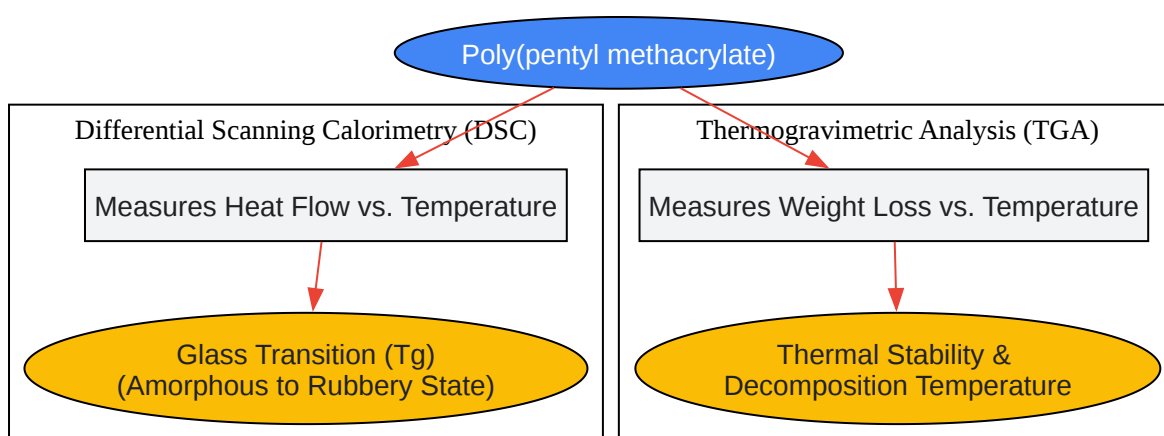 Poly(pentyl methacrylate)
Differential Scanning Calorimetry (DSC)
Measures Heat Flow vs. Temperature
Glass Transition (Tg)
(Amorphous to Rubbery State)
Thermogravimetric Analysis (TGA)
Measures Weight Loss vs. Temperature
Thermal Stability &
Decomposition Temperature